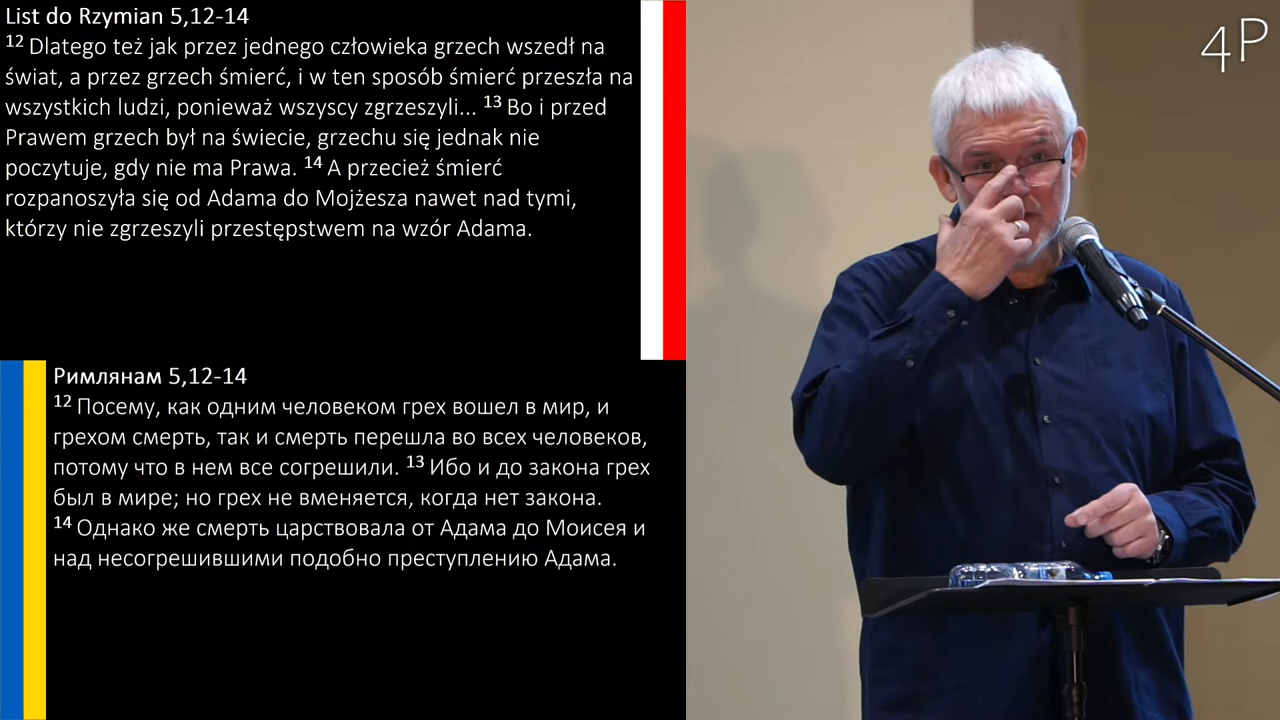 List do Rzymian 5,12-14
12 Dlatego też jak przez jednego człowieka grzech wszedł na
świat, a przez grzech śmierć, i w ten sposób śmierć przeszła na
wszystkich ludzi, ponieważ wszyscy zgrzeszyli... 13 Bo i przed
Prawem grzech był na świecie, grzechu się jednak nie
poczytuje, gdy nie ma Prawa. 14 A przecież śmierć
rozpanoszyła się od Adama do Mojżesza nawet nad tymi,
którzy nie zgrzeszyli przestępstwem na wzór Adama.
Римлянам 5,12-14
12 Посему, как одним человеком грех вошел в мир, и
грехом смерть, так и смерть перешла во всех человеков,
потому что в нем все согрешили. 13 Ибо и до закона грех
был в мире; но грех не вменяется, когда нет закона.
14 Однако же смерть царствовала от Адама до Моисея и
над несогрешившими подобно преступлению Адама.
4P